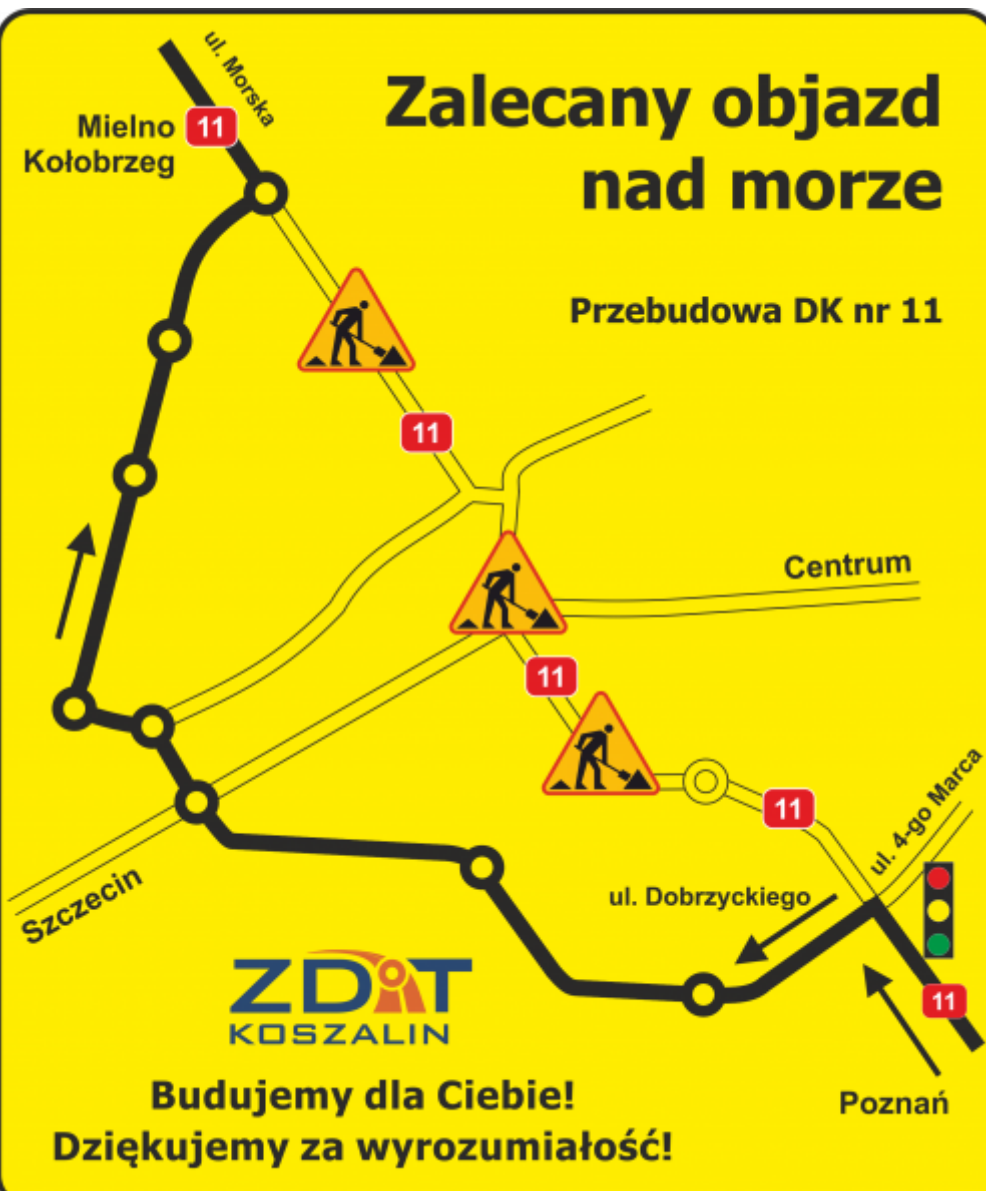 ul. Morska
Zalecany objazd
nad morze
Mielno
Kołobrzeg
11
Przebudowa DK nr 11
11
Centrum
11
11
ul. 4-go Marca
ul. Dobrzyckiego
Szczecin
11
Poznań
ZDiT
KOSZALIN
Budujemy dla Ciebie!
Dziękujemy za wyrozumiałość!